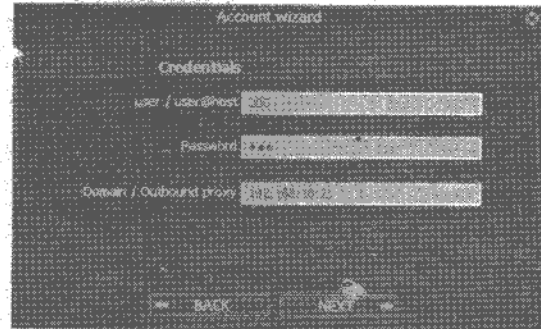 Account wizard
Credentials
user / user@host
Password
Domain / Outbound proxy
BACK NEXT